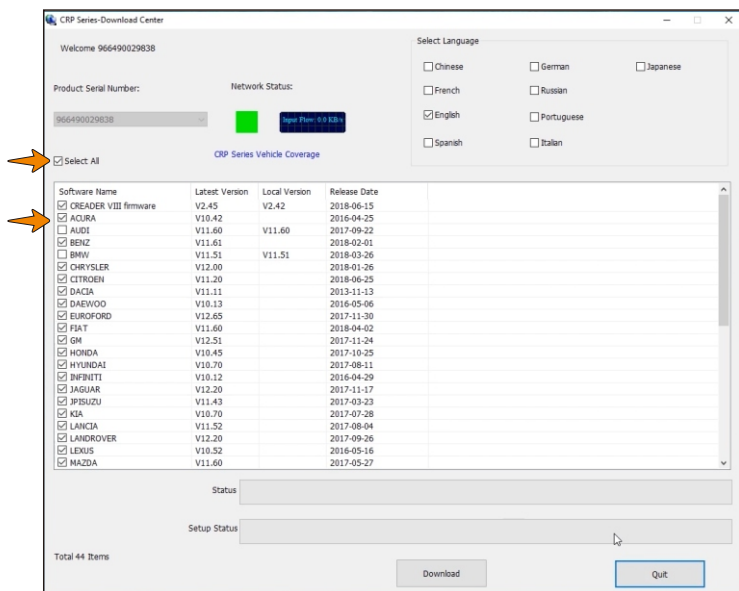 CRP Series-Download Center
Welcome 966490029838
Select Language
Chinese German Japanese
French Russian
English Portuguese
Spanish Italian
Product Serial Number: Network Status:
966490029838 Input Flow: 0.0 KB/s
Select All CRP Series Vehicle Coverage
Software Name Latest Version Local Version Release Date
CREADER VIII firmware V2.45 V2.42 2018-06-15
ACURA V10.42 2016-04-25
AUDI V11.60 V11.60 2017-09-22
BENZ V11.61 2018-02-01
BMW V11.51 V11.51 2018-03-26
CHRYSLER V12.00 2018-01-26
CITROEN V11.20 2018-06-25
DACIA V11.11 2013-11-13
DAEWOO V10.13 2016-05-06
EUROFORD V12.65 2017-11-30
FIAT V11.60 2018-04-02
GM V12.51 2017-11-24
HONDA V10.45 2017-10-25
HYUNDAI V10.70 2017-08-11
INFINITI V10.12 2016-04-29
JAGUAR V12.20 2017-11-17
JPISUZU V11.43 2017-03-23
KIA V10.70 2017-07-28
LANCIA V11.52 2017-08-04
LANDROVER V12.20 2017-09-26
LEXUS V10.52 2016-05-16
MAZDA V11.60 2017-05-27
Status
Setup Status
Total 44 Items
Download Quit